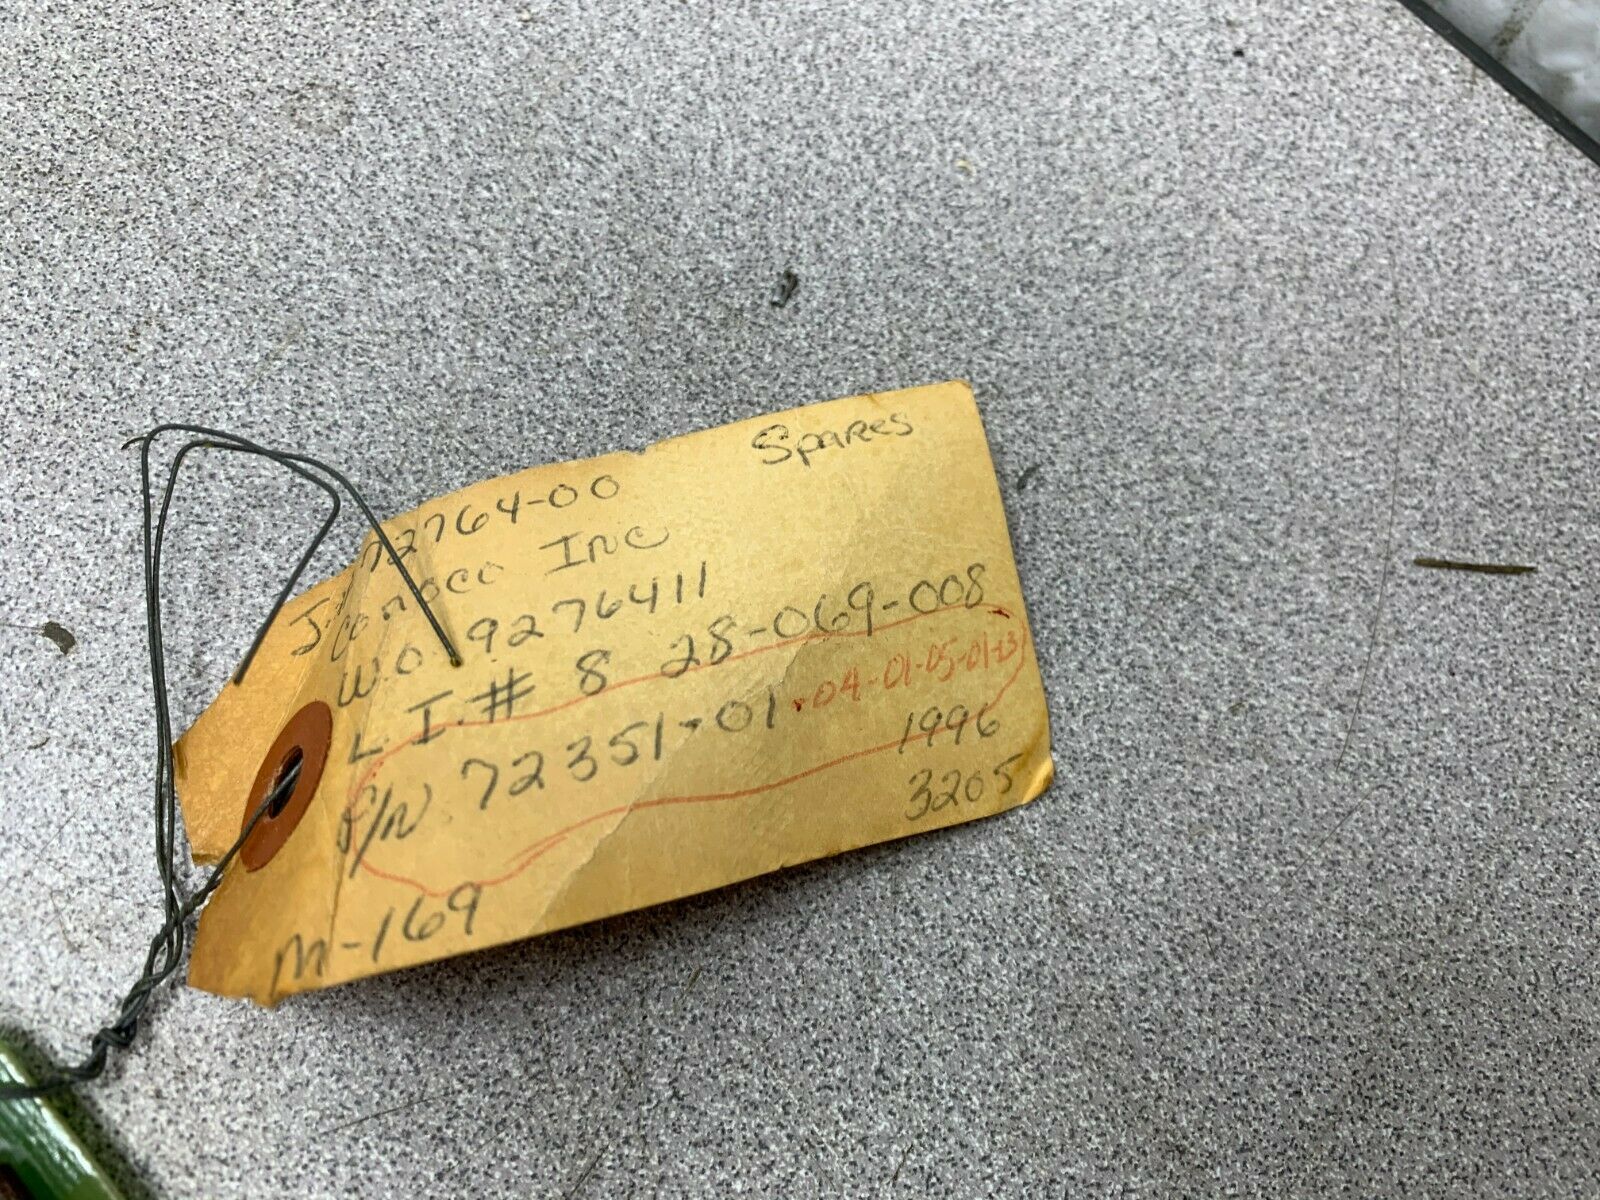 Spares
J.# 72764-00
Conoco Inc
W.O. 9276411
L.I.# 8 28-069-008
P/N. 72351-01-04-01-05-01-03
1996
3205
M-169